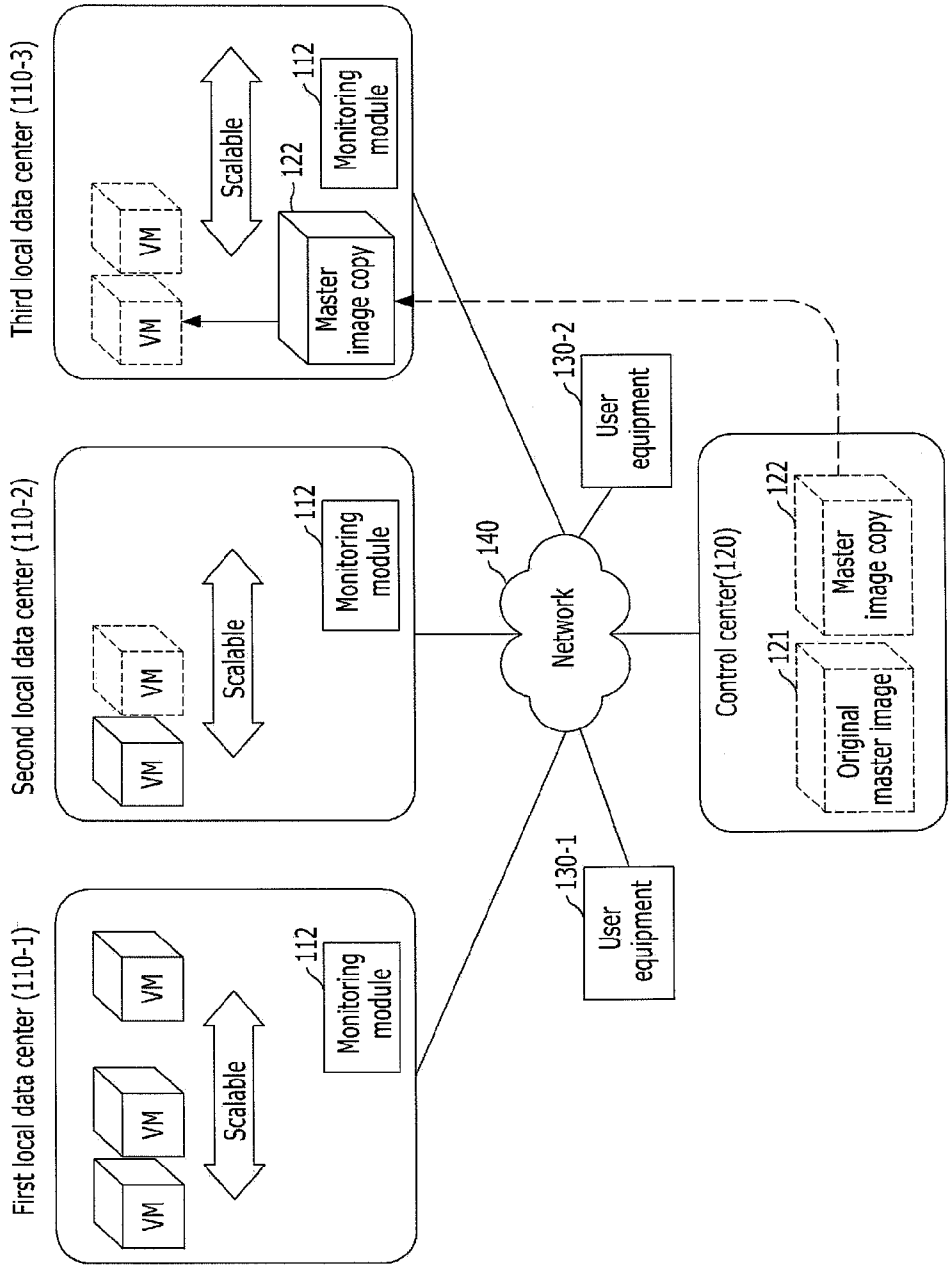 First local data center (110-1)
VM
VM
VM
Scalable
112
Monitoring
module
Second local data center (110-2)
VM
VM
Scalable
112
Monitoring
module
Third local data center (110-3)
VM
VM
Scalable
122
Master
image copy
112
Monitoring
module
140
Network
130-1
User
equipment
130-2
User
equipment
Control center(120)
121
Original
master image
122
Master
image copy